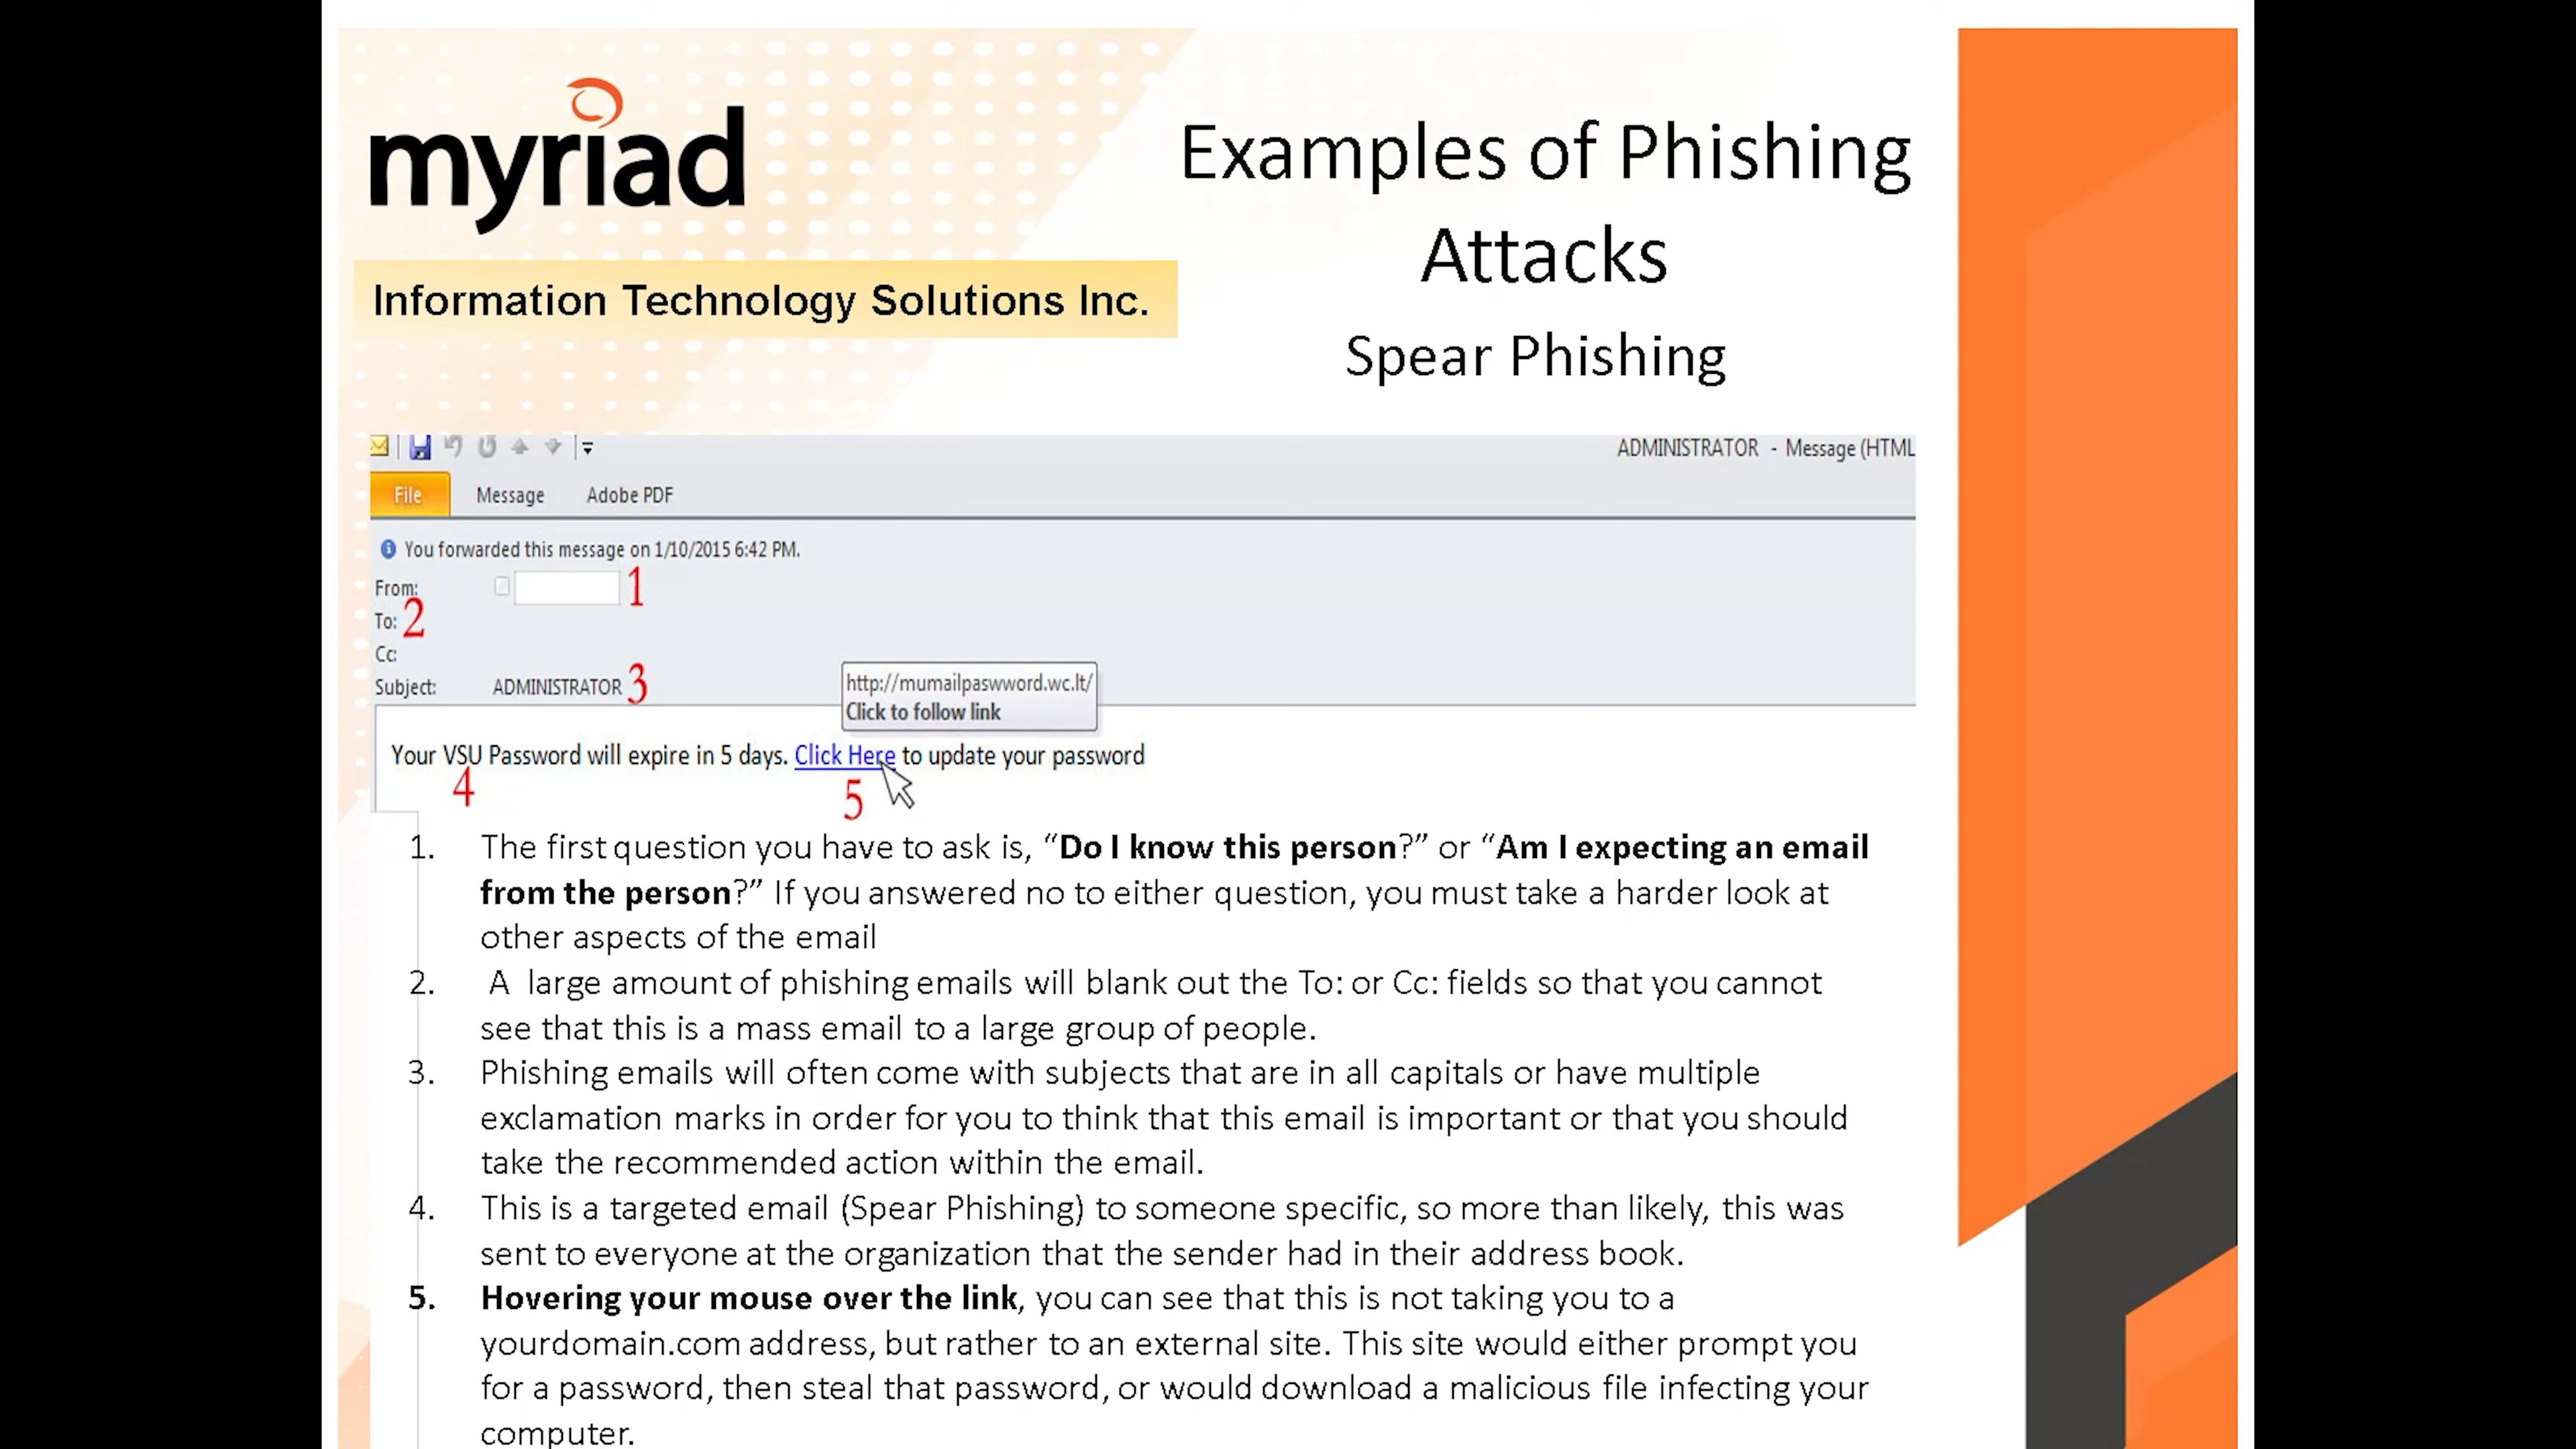 myriad
Information Technology Solutions Inc.
Examples of Phishing
Attacks
Spear Phishing
ADMINISTRATOR - Message (HTML
File Message Adobe PDF
You forwarded this message on 1/10/2015 6:42 PM.
From: 1
To: 2
Cc:
Subject: ADMINISTRATOR 3
http://mumailpaswword.wc.lt/
Click to follow link
Your VSU Password will expire in 5 days. Click Here to update your password
4 5
1. The first question you have to ask is, “Do I know this person?” or “Am I expecting an email
from the person?” If you answered no to either question, you must take a harder look at
other aspects of the email
2. A large amount of phishing emails will blank out the To: or Cc: fields so that you cannot
see that this is a mass email to a large group of people.
3. Phishing emails will often come with subjects that are in all capitals or have multiple
exclamation marks in order for you to think that this email is important or that you should
take the recommended action within the email.
4. This is a targeted email (Spear Phishing) to someone specific, so more than likely, this was
sent to everyone at the organization that the sender had in their address book.
5. Hovering your mouse over the link, you can see that this is not taking you to a
yourdomain.com address, but rather to an external site. This site would either prompt you
for a password, then steal that password, or would download a malicious file infecting your
computer.